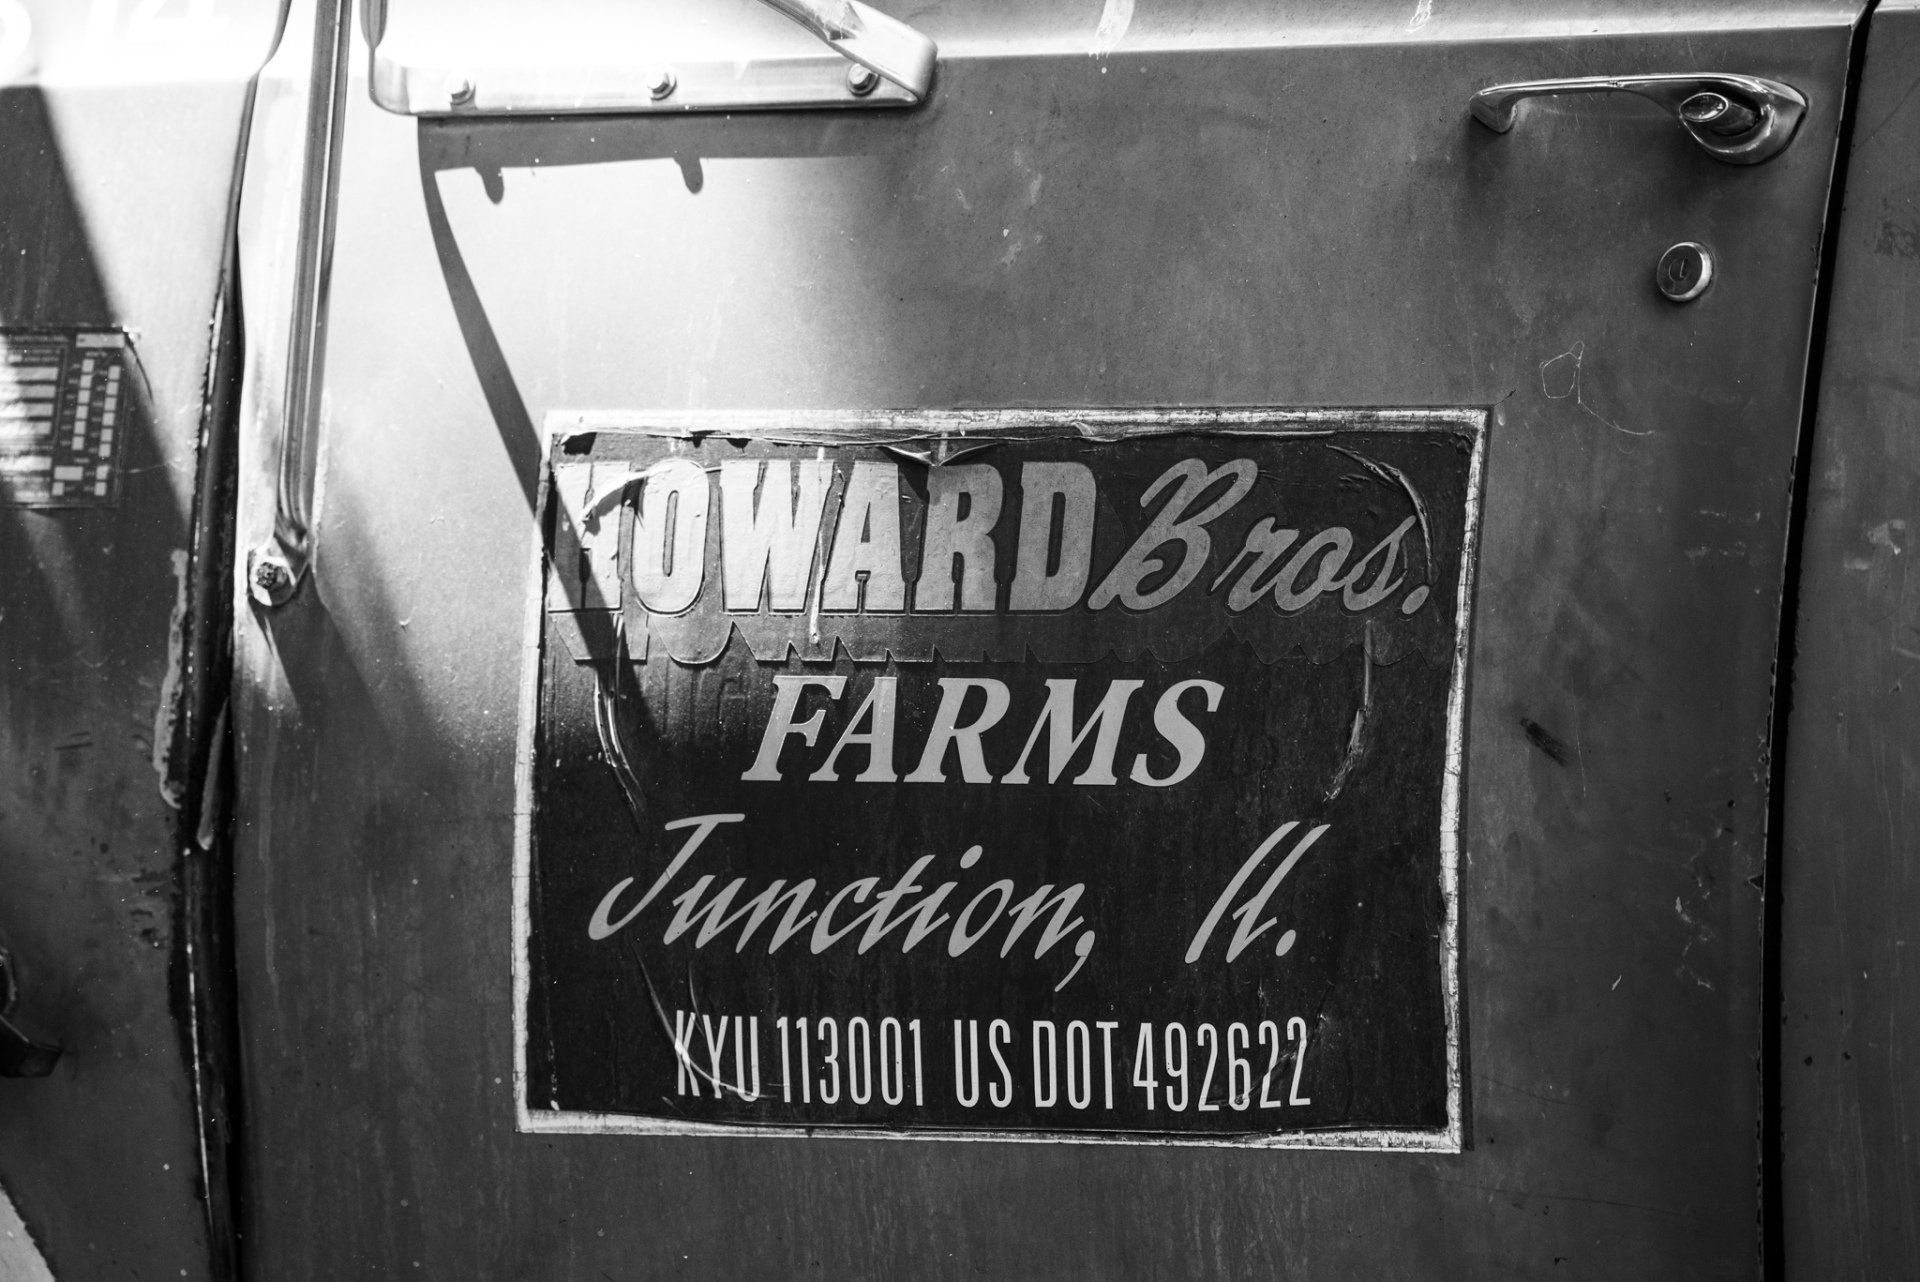 HOWARD Bros.
FARMS
Junction, Il.
KYU 113001 US DOT 492622